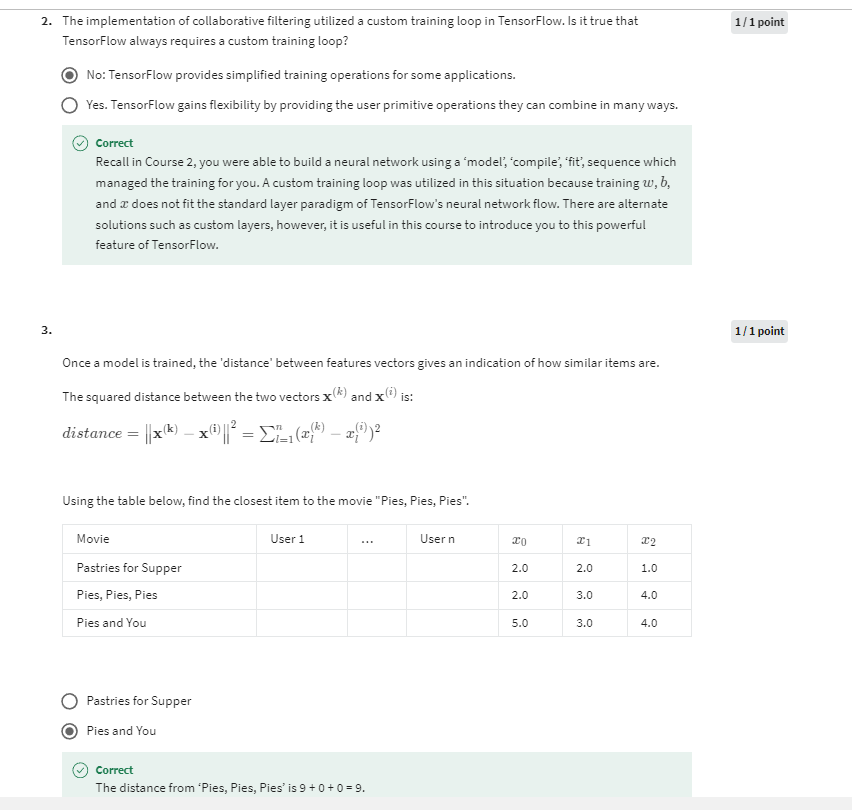 2. The implementation of collaborative filtering utilized a custom training loop in TensorFlow. Is it true that
TensorFlow always requires a custom training loop?
1 / 1 point
No: TensorFlow provides simplified training operations for some applications.
Yes. TensorFlow gains flexibility by providing the user primitive operations they can combine in many ways.
Correct
Recall in Course 2, you were able to build a neural network using a ‘model’, ‘compile’, ‘fit’, sequence which
managed the training for you. A custom training loop was utilized in this situation because training w, b,
and x does not fit the standard layer paradigm of TensorFlow's neural network flow. There are alternate
solutions such as custom layers, however, it is useful in this course to introduce you to this powerful
feature of TensorFlow.
3.
1 / 1 point
Once a model is trained, the 'distance' between features vectors gives an indication of how similar items are.
The squared distance between the two vectors x^(k) and x^(i) is:
distance = ||x^(k) − x^(i)||^2 = ∑_{l=1}^n (x_l^(k) − x_l^(i))^2
Using the table below, find the closest item to the movie "Pies, Pies, Pies".
Movie User 1 ... User n x_0 x_1 x_2
Pastries for Supper 2.0 2.0 1.0
Pies, Pies, Pies 2.0 3.0 4.0
Pies and You 5.0 3.0 4.0
Pastries for Supper
Pies and You
Correct
The distance from ‘Pies, Pies, Pies’ is 9 + 0 + 0 = 9.